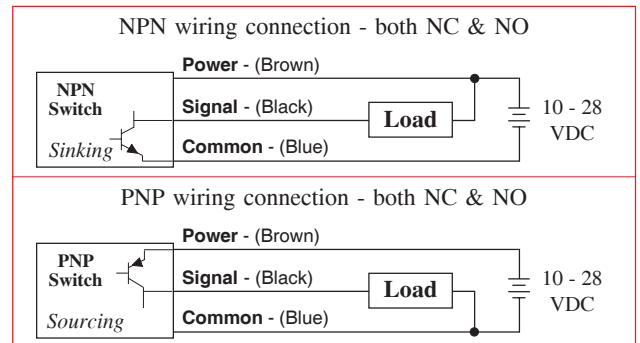 NPN wiring connection - both NC & NO
Power - (Brown)
NPN
Switch
Signal - (Black)
Load
10 - 28
VDC
Sinking
Common - (Blue)
PNP wiring connection - both NC & NO
Power - (Brown)
PNP
Switch
Signal - (Black)
Load
10 - 28
VDC
Sourcing
Common - (Blue)